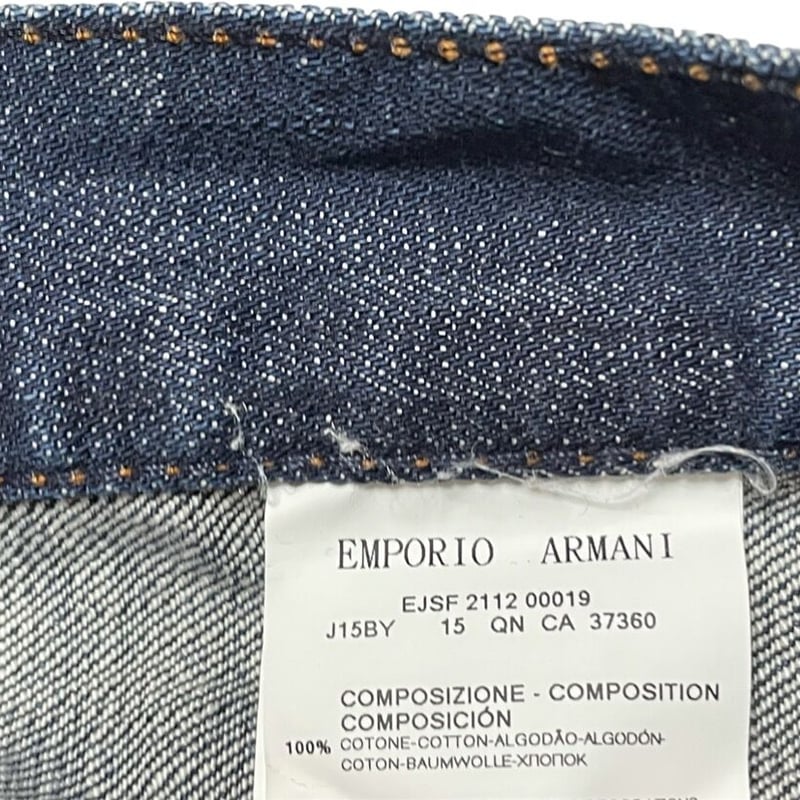 EMPORIO ARMANI
EJSF 2112 00019
J15BY 15 QN CA 37360
COMPOSIZIONE - COMPOSITION
COMPOSICIÓN
100% COTONE-COTTON-ALGODÃO-ALGODÓN-
COTON-BAUMWOLLE-ХЛОПОК